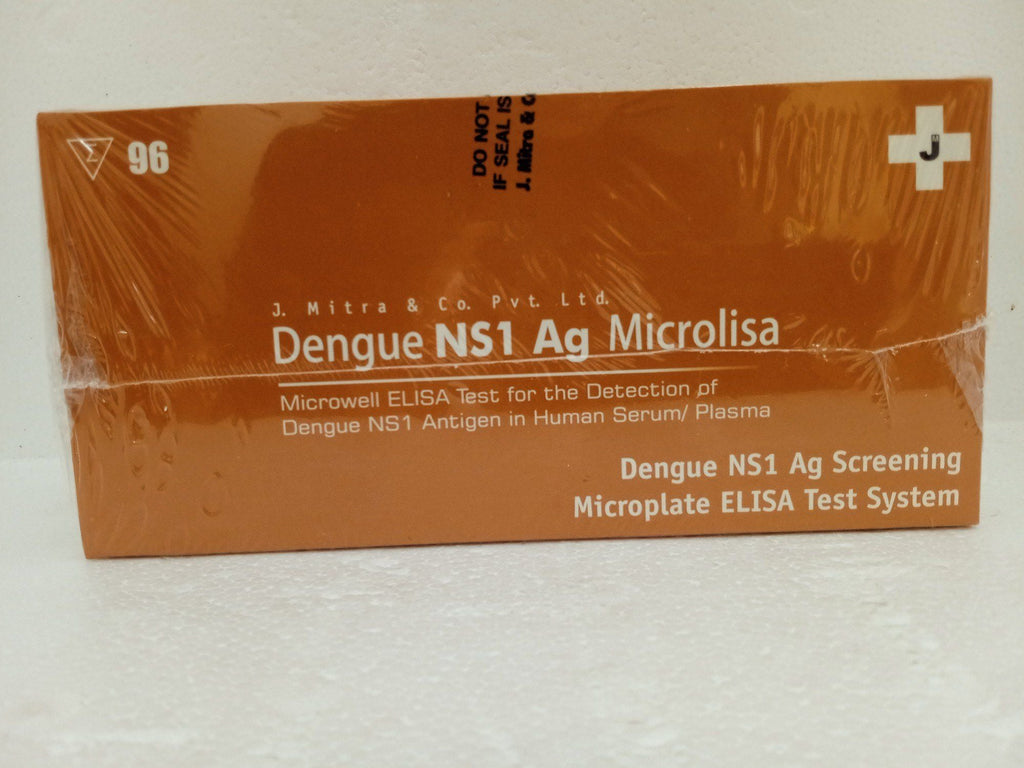 Σ 96
DO NOT
IF SEAL IS
J. Mitra &
J
J. Mitra & Co. Pvt. Ltd.
Dengue NS1 Ag Microlisa
Microwell ELISA Test for the Detection of
Dengue NS1 Antigen in Human Serum/ Plasma
Dengue NS1 Ag Screening
Microplate ELISA Test System